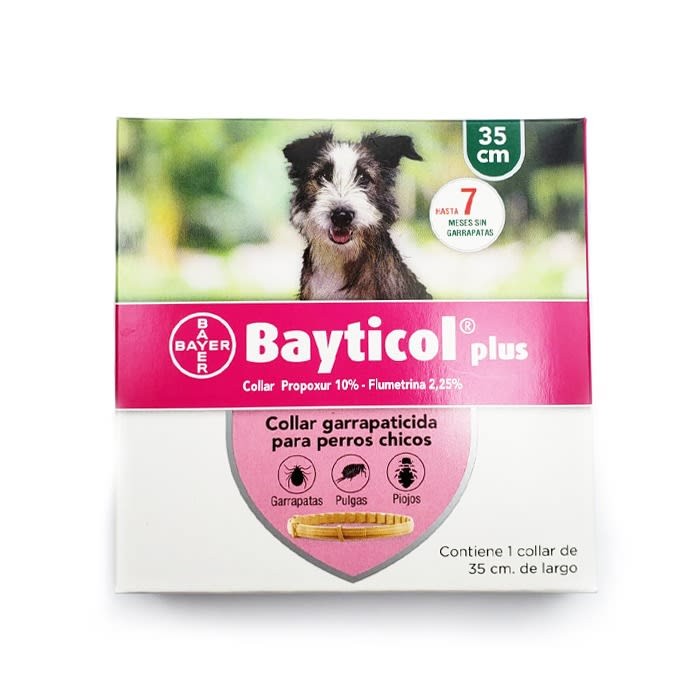 35
cm
HASTA 7
MESES SIN
GARRAPATAS
BAYER
BAYER
Bayticol® plus
Collar Propoxur 10% - Flumetrina 2,25%
Collar garrapaticida
para perros chicos
Garrapatas Pulgas Piojos
Contiene 1 collar de
35 cm. de largo